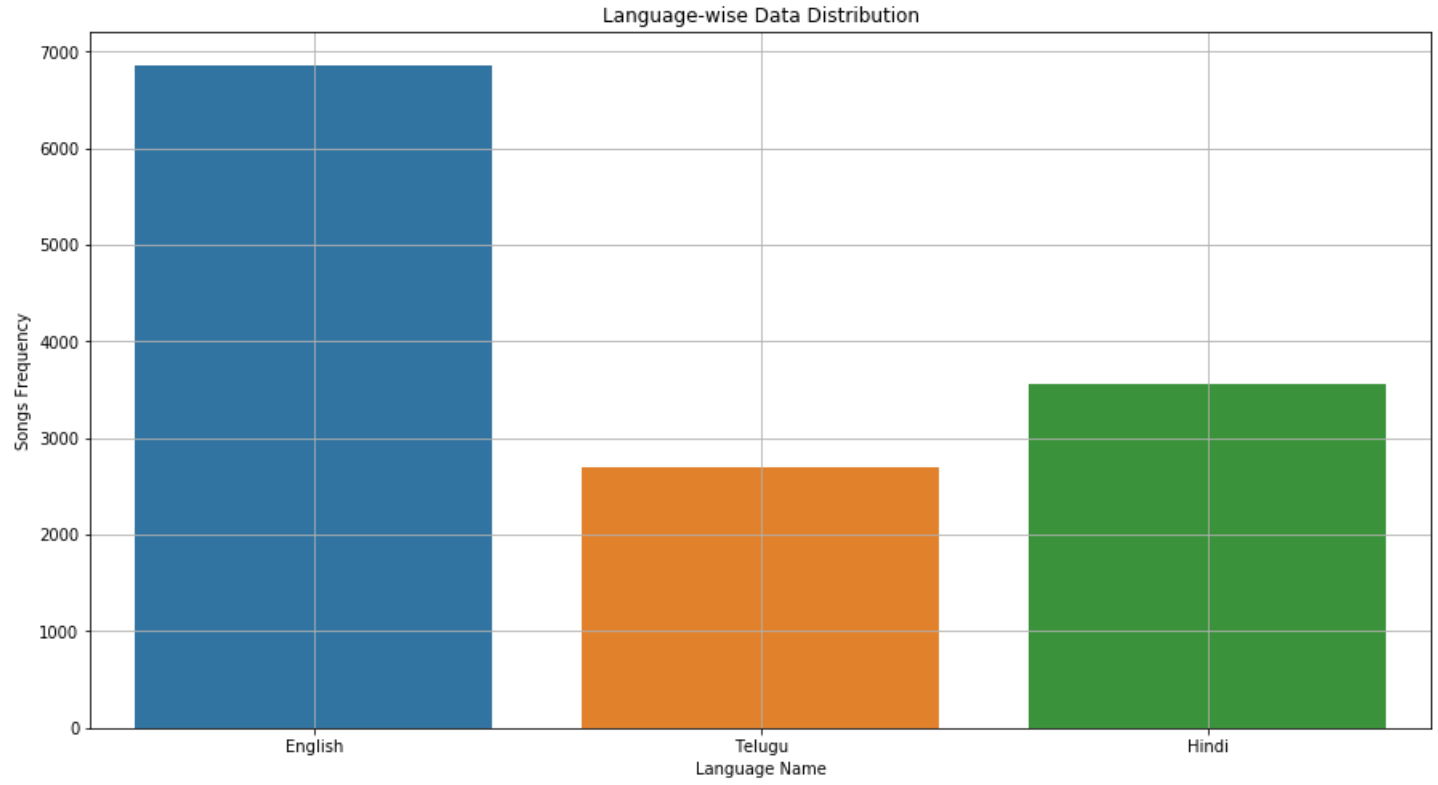 Language-wise Data Distribution
7000
6000
5000
4000
3000
2000
1000
0
Songs Frequency
English Telugu Hindi
Language Name